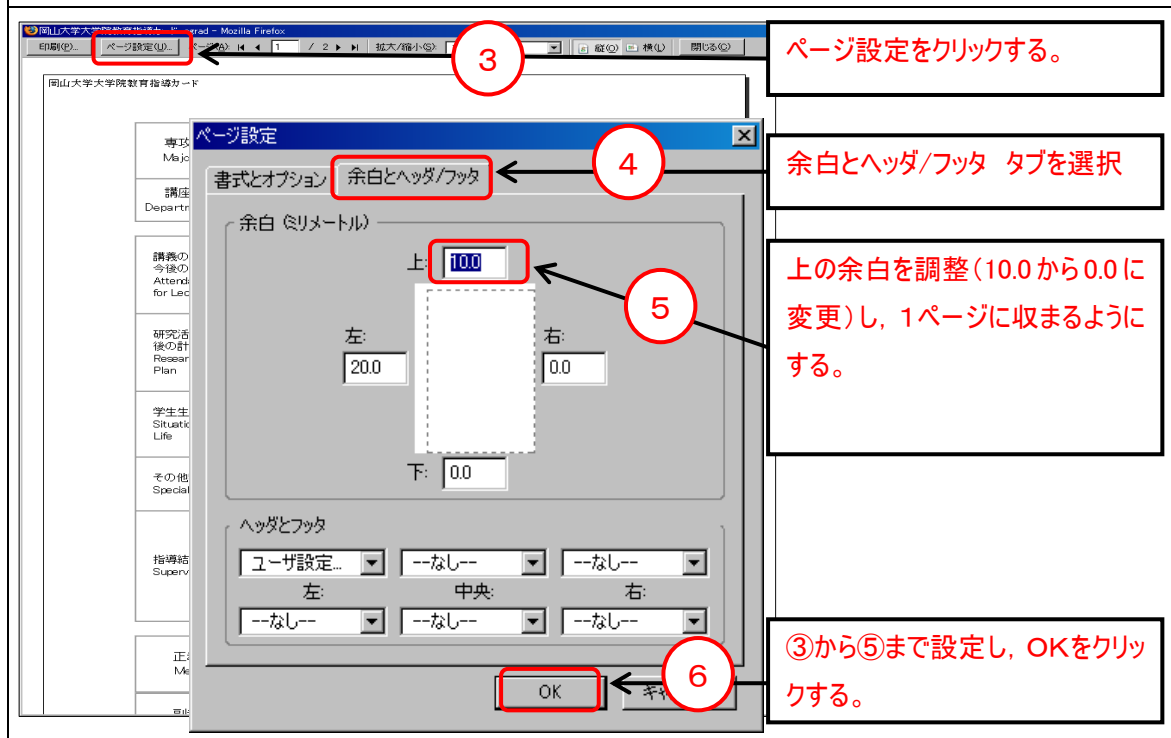 岡山大学大学院教育指導カード grad - Mozilla Firefox
印刷(P)... ページ設定(U)... ページ(A): 1 / 2 拡大/縮小(S): 縦(O) 横(L) 閉じる(C)
③
ページ設定をクリックする。
岡山大学大学院教育指導カード
専攻
Majo
講座
Departm
講義の
今後の
Attend
for Lec
研究活
後の計
Resear
Plan
学生生
Situatio
Life
その他
Special
指導結
Superv
正
Me
ページ設定
書式とオプション 余白とヘッダ/フッタ
④
余白とヘッダ/フッタ タブを選択
余白 (ミリメートル)
上: 10.0
左: 20.0
右: 0.0
下: 0.0
⑤
上の余白を調整(10.0から0.0に
変更)し，1ページに収まるように
する。
ヘッダとフッタ
ユーザ設定... --なし-- --なし--
左: 中央: 右:
--なし-- --なし-- --なし--
OK キャ
⑥
③から⑤まで設定し，OKをクリッ
クする。